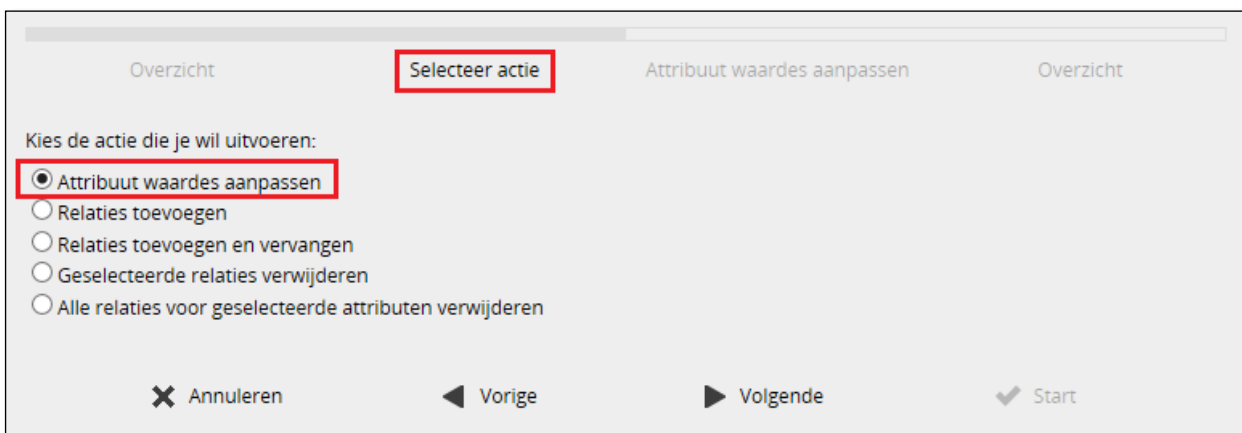 Overzicht Selecteer actie Attribuut waardes aanpassen Overzicht
Kies de actie die je wil uitvoeren:
Attribuut waardes aanpassen
Relaties toevoegen
Relaties toevoegen en vervangen
Geselecteerde relaties verwijderen
Alle relaties voor geselecteerde attributen verwijderen
Annuleren Vorige Volgende Start